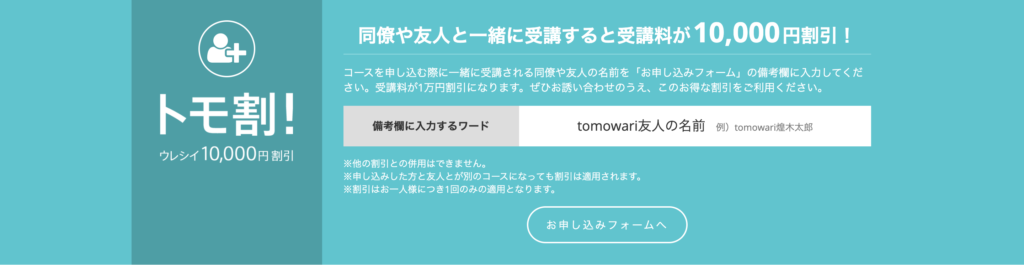 トモ割!
ウレシイ10,000円割引
同僚や友人と一緒に受講すると受講料が10,000円割引!
コースを申し込む際に一緒に受講される同僚や友人の名前を「お申し込みフォーム」の備考欄に入力してくだ
さい。受講料が1万円割引になります。ぜひお誘い合わせのうえ、このお得な割引をご利用ください。
備考欄に入力するワード
tomowari友人の名前 例）tomowari煌木太郎
※他の割引との併用はできません。
※申し込みした方と友人とが別のコースになっても割引は適用されます。
※割引はお一人様につき1回のみの適用となります。
お申し込みフォームへ